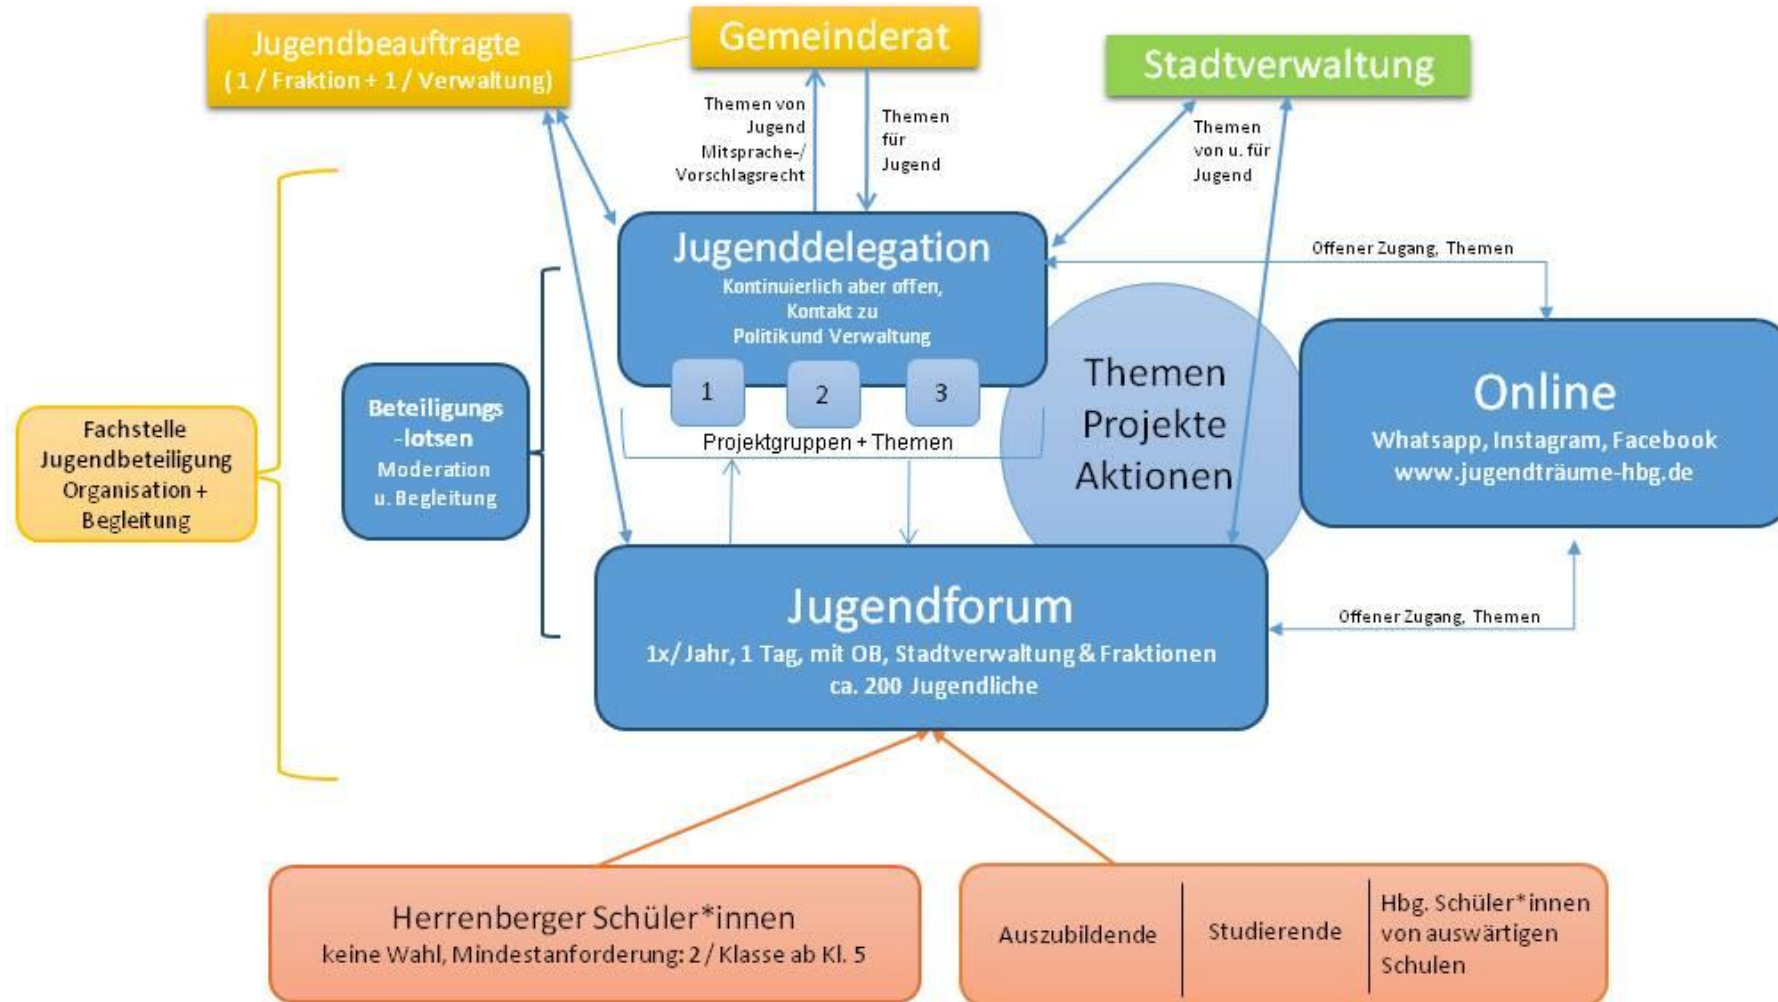 Jugendbeauftragte
( 1 / Fraktion + 1 / Verwaltung)
Gemeinderat
Stadtverwaltung
Themen von
Jugend
Mitsprache-/
Vorschlagsrecht
Themen
für
Jugend
Themen
von u. für
Jugend
Jugenddelegation
Kontinuierlich aber offen,
Kontakt zu
Politik und Verwaltung
1
2
3
Projektgruppen + Themen
Offener Zugang, Themen
Themen
Projekte
Aktionen
Online
Whatsapp, Instagram, Facebook
www.jugendträume-hbg.de
Beteiligungs
-lotsen
Moderation
u. Begleitung
Fachstelle
Jugendbeteiligung
Organisation +
Begleitung
Jugendforum
1x/ Jahr, 1 Tag, mit OB, Stadtverwaltung & Fraktionen
ca. 200 Jugendliche
Offener Zugang, Themen
Herrenberger Schüler*innen
keine Wahl, Mindestanforderung: 2 / Klasse ab Kl. 5
Auszubildende
Studierende
Hbg. Schüler*innen
von auswärtigen
Schulen